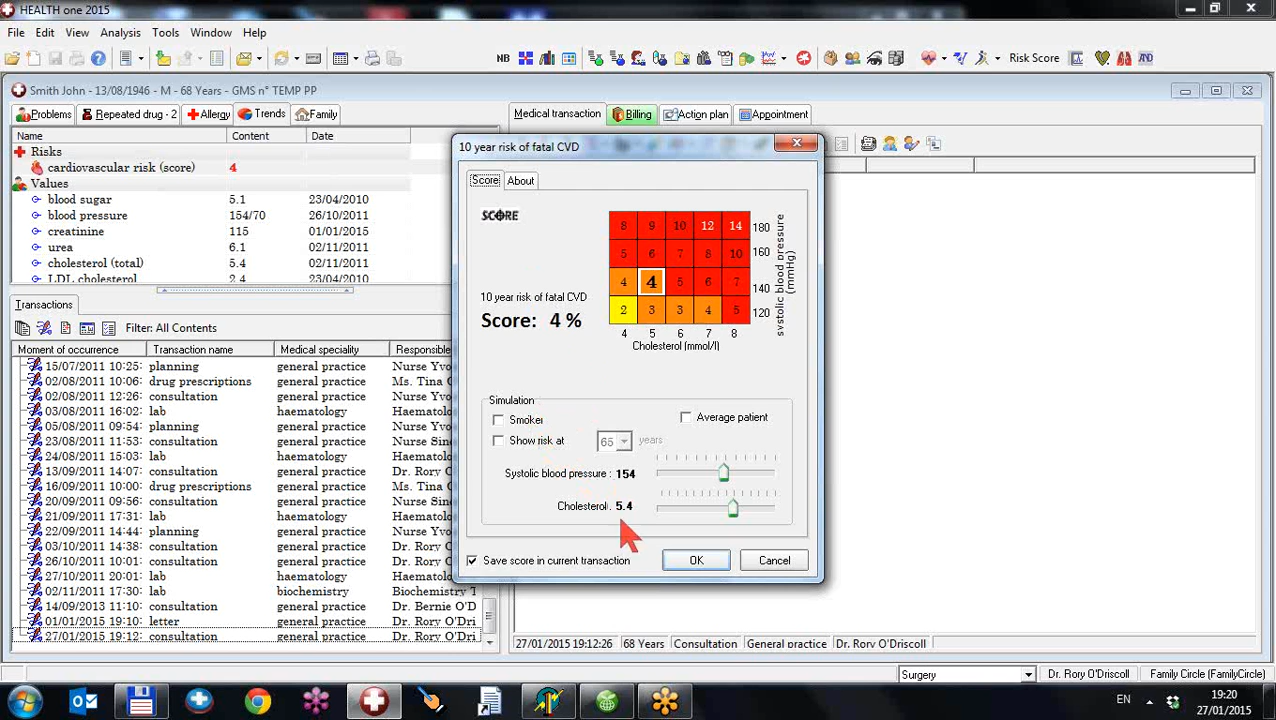 HEALTH one 2015
File Edit View Analysis Tools Window Help
NB Risk Score
Smith John - 13/08/1946 - M - 68 Years - GMS n° TEMP PP
Problems Repeated drug - 2 Allergy Trends Family
Name Content Date
Risks
cardiovascular risk (score) 4
Values
blood sugar 5.1 23/04/2010
blood pressure 154/70 26/10/2011
creatinine 115 01/01/2015
urea 6.1 02/11/2011
cholesterol (total) 5.4 02/11/2011
LDL cholesterol 2.4 23/04/2010
Transactions
Filter: All Contents
Moment of occurrence Transaction name Medical speciality Responsible
15/07/2011 10:25: planning general practice Nurse Yvo
02/08/2011 10:06: drug prescriptions general practice Ms. Tina C
02/08/2011 12:26: consultation general practice Nurse Yvo
03/08/2011 16:02: lab haematology Haematolo
05/08/2011 09:54: planning general practice Nurse Yvo
23/08/2011 11:53: consultation general practice Nurse Sin
24/08/2011 15:03: lab haematology Haematolo
13/09/2011 14:07: consultation general practice Dr. Rory O
16/09/2011 10:00: drug prescriptions general practice Ms. Tina C
20/09/2011 09:56: consultation general practice Nurse Sin
21/09/2011 17:31: lab haematology Haematolo
22/09/2011 14:44: planning general practice Nurse Yvo
03/10/2011 14:38: consultation general practice Dr. Rory O
26/10/2011 10:01: consultation general practice Dr. Rory O
27/10/2011 20:01: lab haematology Haematolo
02/11/2011 17:30: lab biochemistry Biochemist
14/09/2013 11:10: consultation general practice Dr. Bernie O'D
01/01/2015 19:10: letter general practice Dr. Rory O'Dri
27/01/2015 19:12: consultation general practice Dr. Rory O'Dri
Medical transaction Billing Action plan Appointment
10 year risk of fatal CVD
Score About
SCORE
10 year risk of fatal CVD
Score: 4 %
8 9 10 12 14 180
5 6 7 8 10 160
4 4 5 6 7 140
2 3 3 4 5 120
4 5 6 7 8
Cholesterol (mmol/l)
systolic blood pressure
(mmHg)
Simulation
Smoker Average patient
Show risk at 65 years
Systolic blood pressure : 154
Cholesterol : 5.4
Save score in current transaction OK Cancel
27/01/2015 19:12:26 68 Years Consultation General practice Dr. Rory O'Driscoll
Surgery Dr. Rory O'Driscoll Family Circle (FamilyCircle)
EN 19:20
27/01/2015